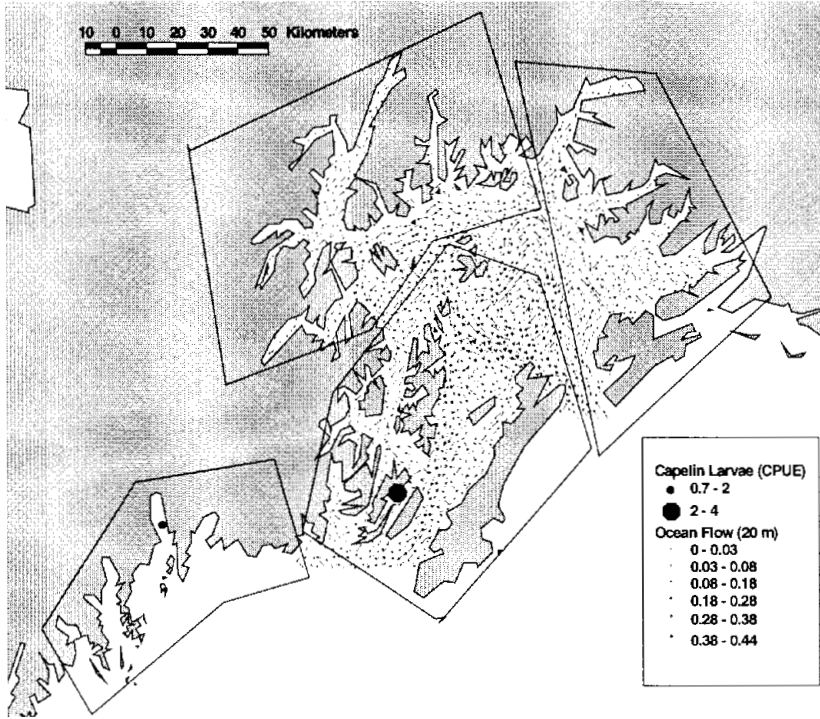 10 0 10 20 30 40 50 Kilometers
Capelin Larvae (CPUE)
0.7 - 2
2 - 4
Ocean Flow (20 m)
0 - 0.03
0.03 - 0.08
0.08 - 0.18
0.18 - 0.28
0.28 - 0.38
0.38 - 0.44